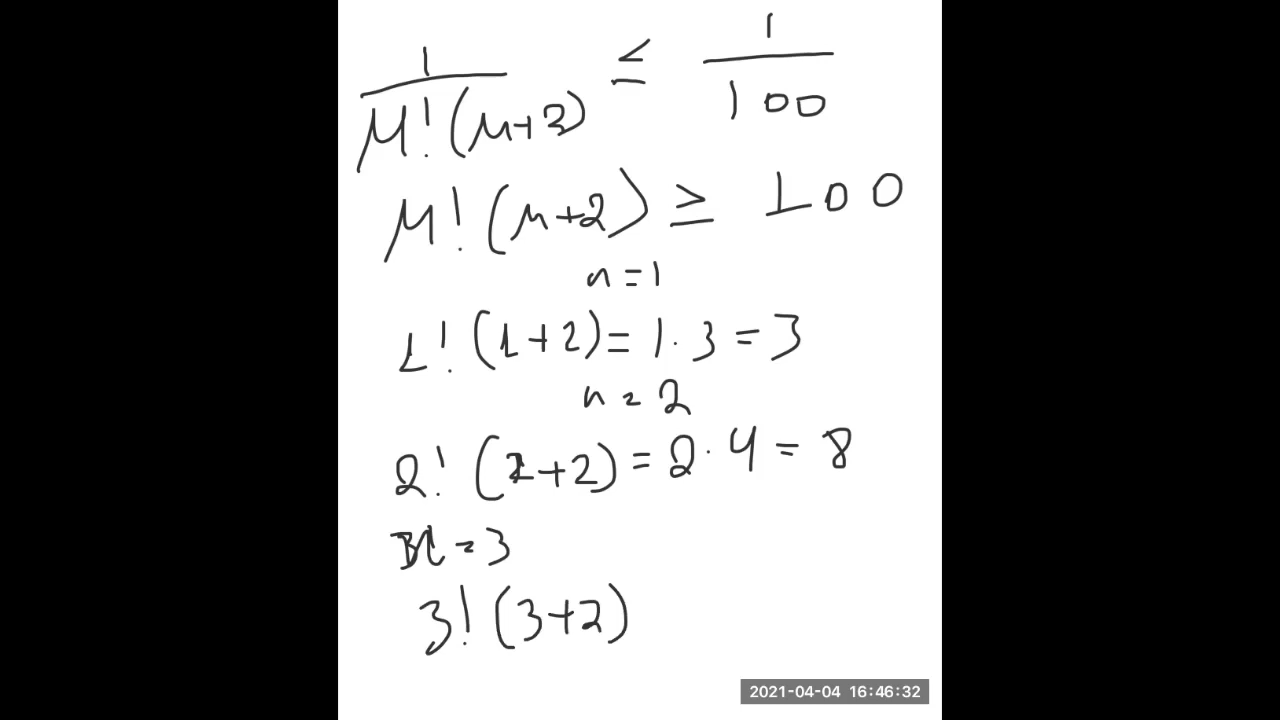 1/(n!(n+2)) ≤ 1/100
n!(n+2) ≥ 100
n=1
1!(1+2)=1·3=3
n=2
2!(2+2)=2·4=8
n=3
3!(3+2)
2021-04-04 16:46:32